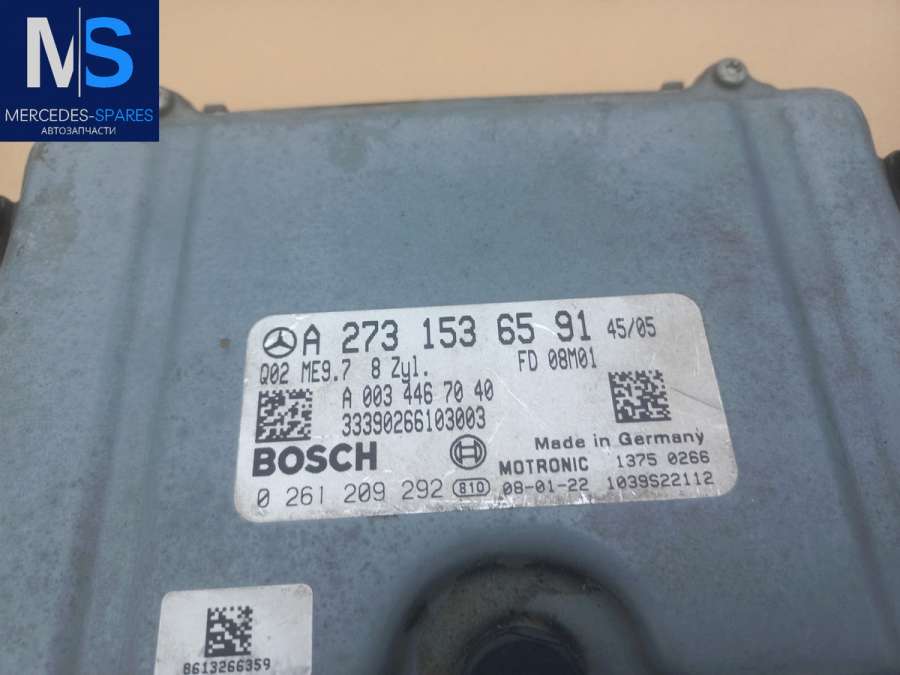 MS
MERCEDES-SPARES
АВТОЗАПЧАСТИ
A 273 153 65 91 45/05
Q02 ME9.7 8 Zyl. FD 08M01
A 003 446 70 40
33390266103003
Made in Germany
BOSCH MOTRONIC 1375 0266
0 261 209 292 810 08-01-22 1039S22112
8613266359